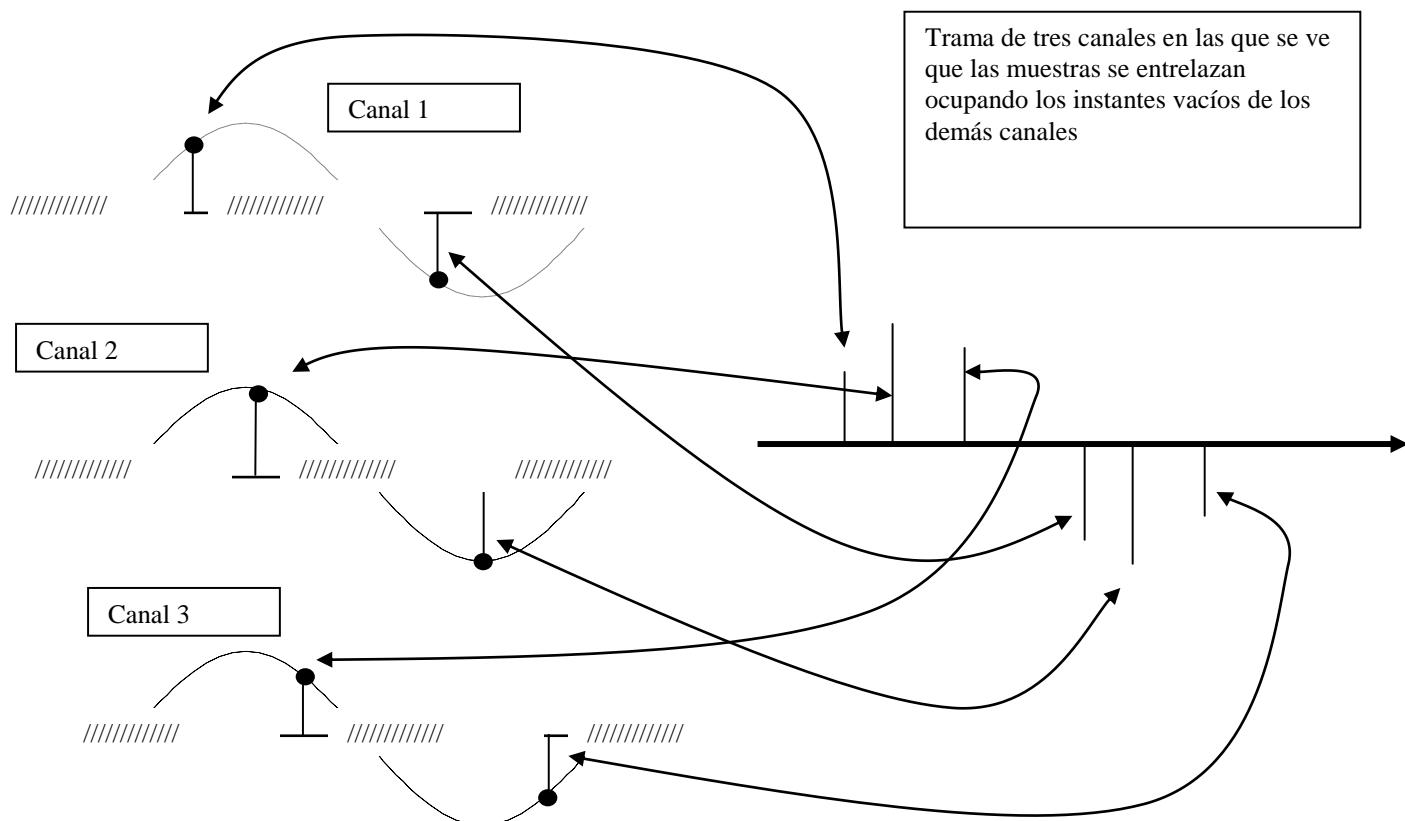 Trama de tres canales en las que se ve
que las muestras se entrelazan
ocupando los instantes vacíos de los
demás canales
Canal 1
Canal 2
Canal 3